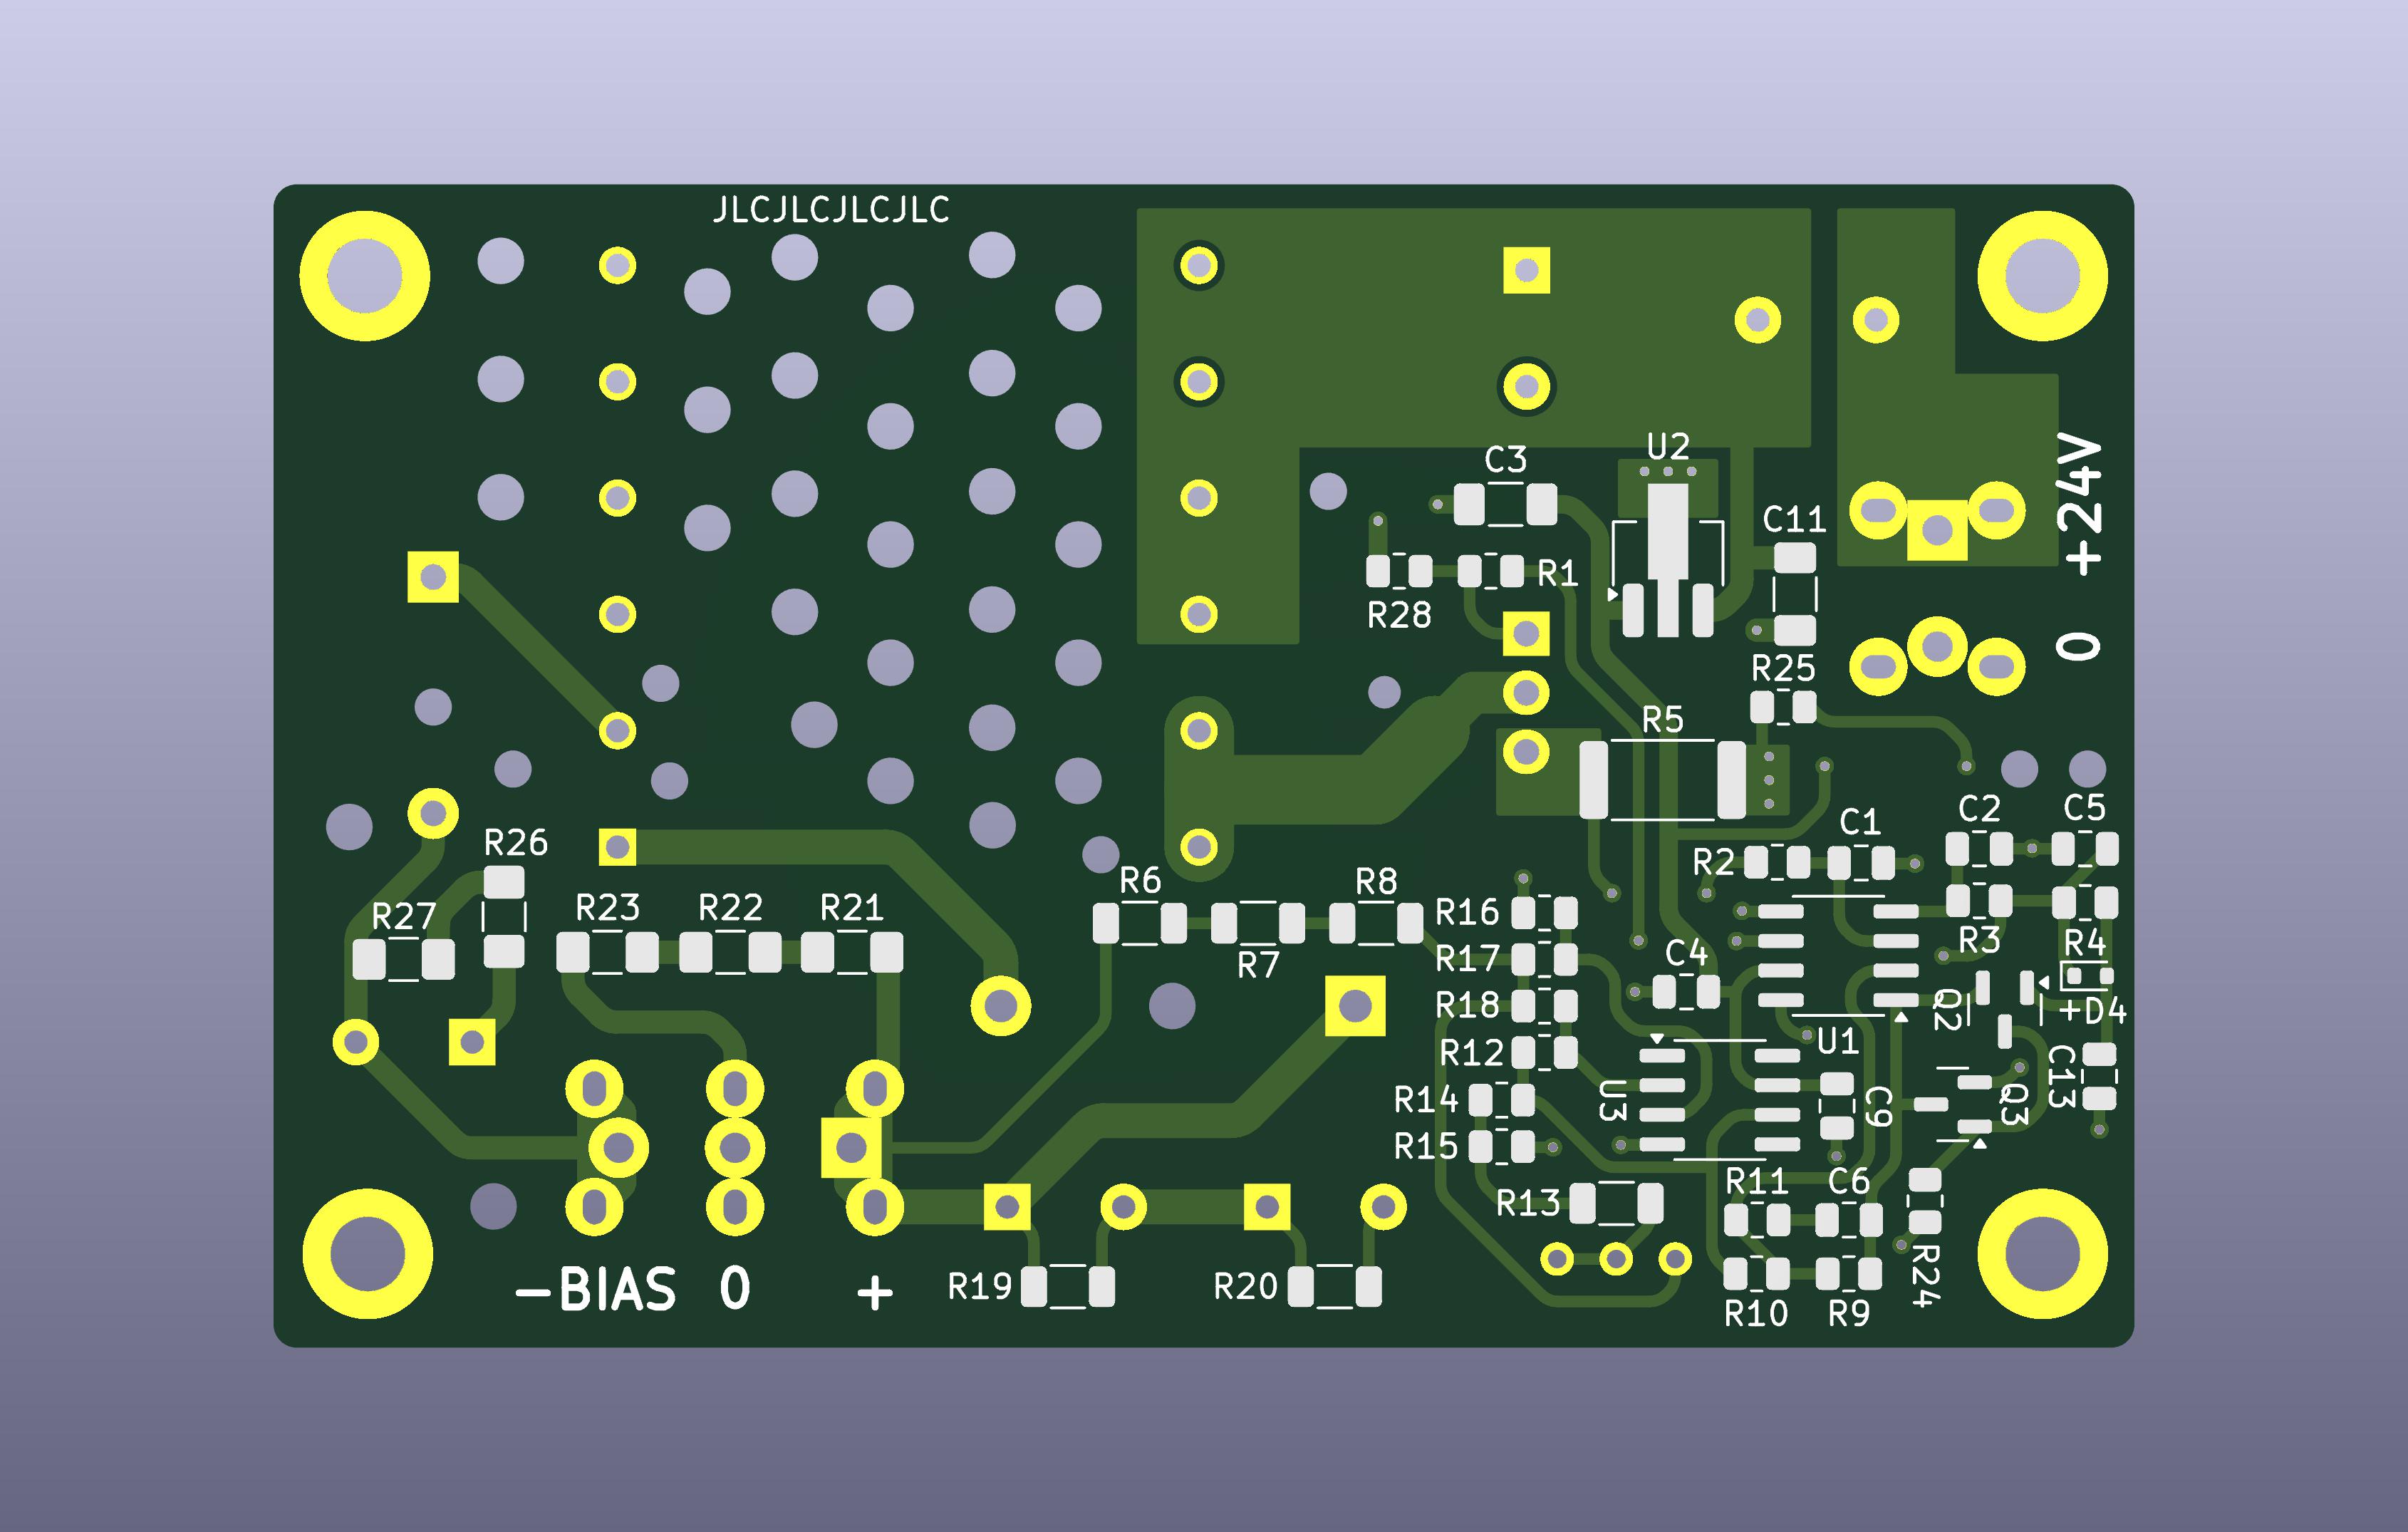 JLCJLCJLCJLC
U2
C3
+24V
C11
R1
R28
0
R25
R5
C2
C5
C1
R26
R2
R6
R8
R27
R23
R22
R21
R16
R3
R4
R17
C4
R7
R18
Q2
+D4
U1
R12
C13
U3
C9
Q3
R14
R15
R11
C6
R13
R24
-BIAS
0
+
R19
R20
R10
R9